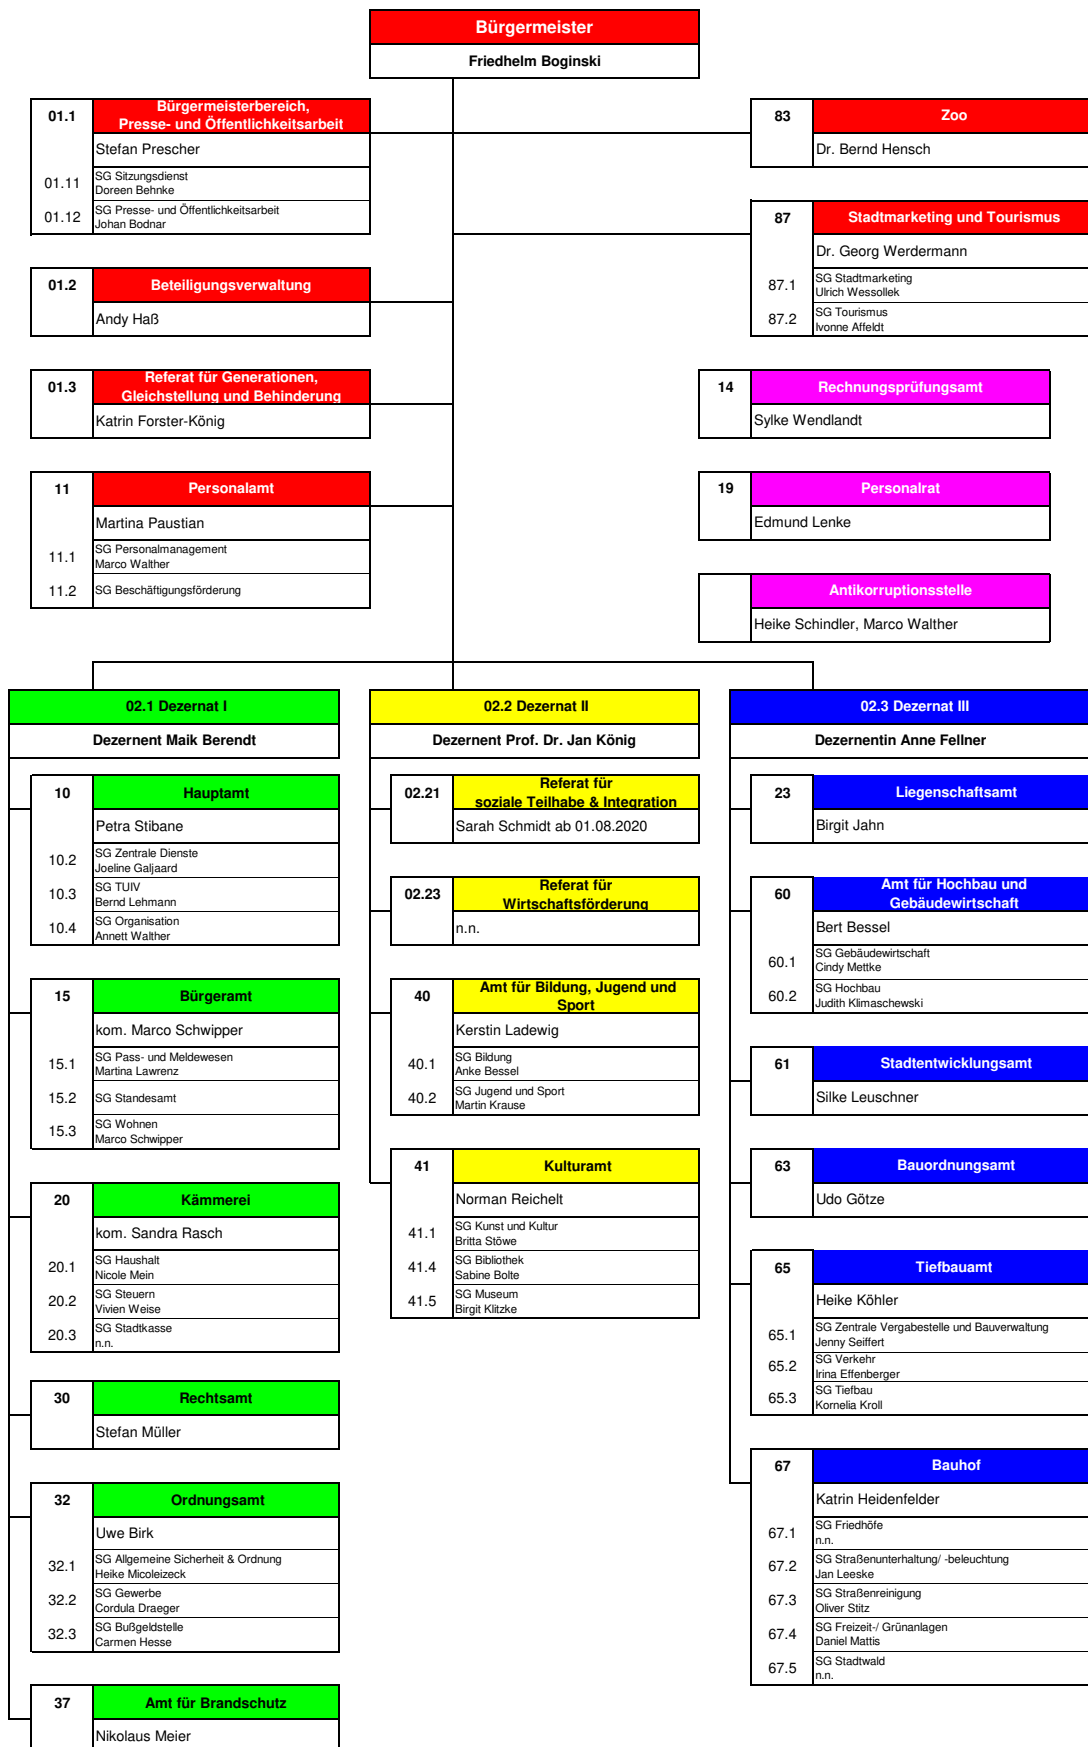 Bürgermeister
Friedhelm Boginski
01.1
Bürgermeisterbereich,
Presse- und Öffentlichkeitsarbeit
Stefan Prescher
01.11
SG Sitzungsdienst
Doreen Behnke
01.12
SG Presse- und Öffentlichkeitsarbeit
Johan Bodnar
01.2
Beteiligungsverwaltung
Andy Haß
01.3
Referat für Generationen,
Gleichstellung und Behinderung
Katrin Forster-König
11
Personalamt
Martina Paustian
11.1
SG Personalmanagement
Marco Walther
11.2
SG Beschäftigungsförderung
83
Zoo
Dr. Bernd Hensch
87
Stadtmarketing und Tourismus
Dr. Georg Werdermann
87.1
SG Stadtmarketing
Ulrich Wessollek
87.2
SG Tourismus
Ivonne Affeldt
14
Rechnungsprüfungsamt
Sylke Wendlandt
19
Personalrat
Edmund Lenke
Antikorruptionsstelle
Heike Schindler, Marco Walther
02.1 Dezernat I
Dezernent Maik Berendt
10
Hauptamt
Petra Stibane
10.2
SG Zentrale Dienste
Joeline Galjaard
10.3
SG TUIV
Bernd Lehmann
10.4
SG Organisation
Annett Walther
15
Bürgeramt
kom. Marco Schwipper
15.1
SG Pass- und Meldewesen
Martina Lawrenz
15.2
SG Standesamt
15.3
SG Wohnen
Marco Schwipper
20
Kämmerei
kom. Sandra Rasch
20.1
SG Haushalt
Nicole Mein
20.2
SG Steuern
Vivien Weise
20.3
SG Stadtkasse
n.n.
30
Rechtsamt
Stefan Müller
32
Ordnungsamt
Uwe Birk
32.1
SG Allgemeine Sicherheit & Ordnung
Heike Micoleizeck
32.2
SG Gewerbe
Cordula Draeger
32.3
SG Bußgeldstelle
Carmen Hesse
37
Amt für Brandschutz
Nikolaus Meier
02.2 Dezernat II
Dezernent Prof. Dr. Jan König
02.21
Referat für
soziale Teilhabe & Integration
Sarah Schmidt ab 01.08.2020
02.23
Referat für
Wirtschaftsförderung
n.n.
40
Amt für Bildung, Jugend und
Sport
Kerstin Ladewig
40.1
SG Bildung
Anke Bessel
40.2
SG Jugend und Sport
Martin Krause
41
Kulturamt
Norman Reichelt
41.1
SG Kunst und Kultur
Britta Stöwe
41.4
SG Bibliothek
Sabine Bolte
41.5
SG Museum
Birgit Klitzke
02.3 Dezernat III
Dezernentin Anne Fellner
23
Liegenschaftsamt
Birgit Jahn
60
Amt für Hochbau und
Gebäudewirtschaft
Bert Bessel
60.1
SG Gebäudewirtschaft
Cindy Mettke
60.2
SG Hochbau
Judith Klimaschewski
61
Stadtentwicklungsamt
Silke Leuschner
63
Bauordnungsamt
Udo Götze
65
Tiefbauamt
Heike Köhler
65.1
SG Zentrale Vergabestelle und Bauverwaltung
Jenny Seiffert
65.2
SG Verkehr
Irina Effenberger
65.3
SG Tiefbau
Kornelia Kroll
67
Bauhof
Katrin Heidenfelder
67.1
SG Friedhöfe
n.n.
67.2
SG Straßenunterhaltung/ -beleuchtung
Jan Leeske
67.3
SG Straßenreinigung
Oliver Stitz
67.4
SG Freizeit-/ Grünanlagen
Daniel Mattis
67.5
SG Stadtwald
n.n.